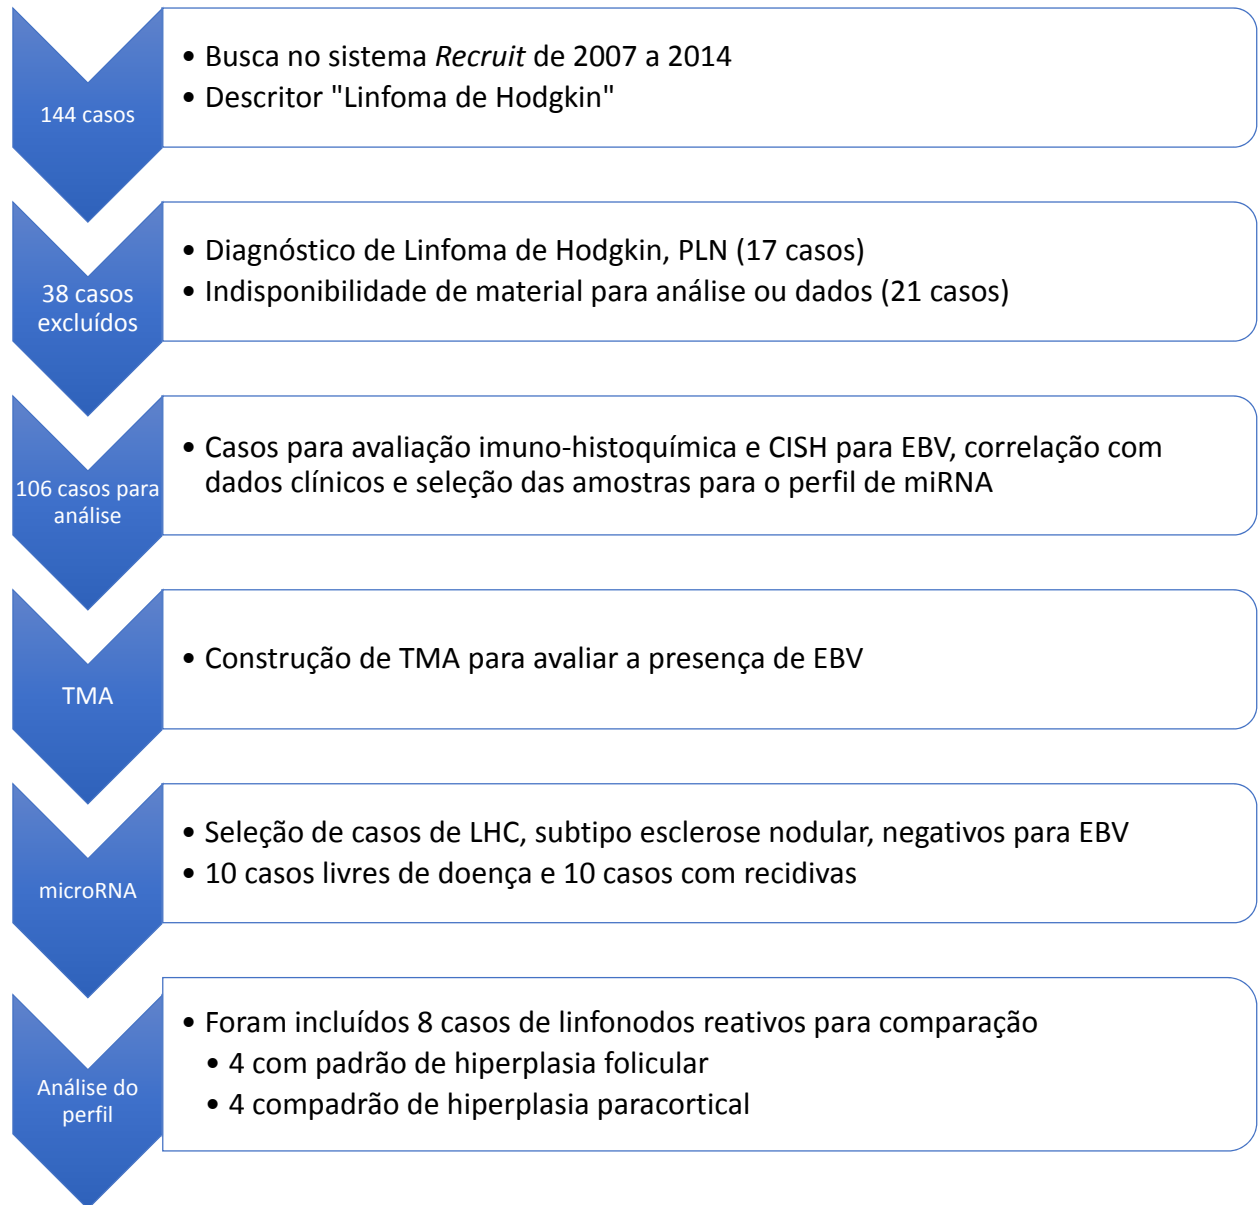 144 casos
• Busca no sistema Recruit de 2007 a 2014
• Descritor "Linfoma de Hodgkin"
38 casos
excluídos
• Diagnóstico de Linfoma de Hodgkin, PLN (17 casos)
• Indisponibilidade de material para análise ou dados (21 casos)
106 casos para
análise
• Casos para avaliação imuno-histoquímica e CISH para EBV, correlação com
dados clínicos e seleção das amostras para o perfil de miRNA
TMA
• Construção de TMA para avaliar a presença de EBV
microRNA
• Seleção de casos de LHC, subtipo esclerose nodular, negativos para EBV
• 10 casos livres de doença e 10 casos com recidivas
Análise do
perfil
• Foram incluídos 8 casos de linfonodos reativos para comparação
• 4 com padrão de hiperplasia folicular
• 4 compadrão de hiperplasia paracortical